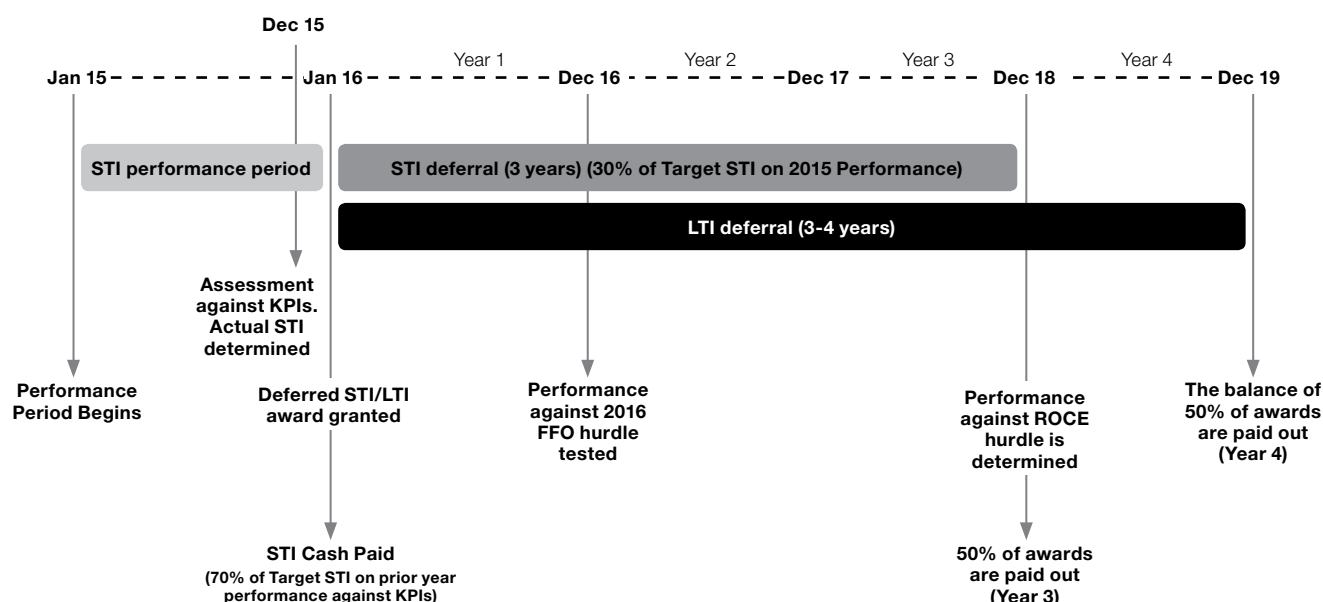 Dec 15
Year 1
Year 2
Year 3
Year 4
Jan 15
Jan 16
Dec 16
Dec 17
Dec 18
Dec 19
STI performance period
STI deferral (3 years) (30% of Target STI on 2015 Performance)
LTI deferral (3-4 years)
Assessment
against KPIs.
Actual STI
determined
Performance
Period Begins
Deferred STI/LTI
award granted
Performance
against 2016
FFO hurdle
tested
Performance
against ROCE
hurdle is
determined
The balance of
50% of awards
are paid out
(Year 4)
STI Cash Paid
(70% of Target STI on prior year
performance against KPIs)
50% of awards
are paid out
(Year 3)